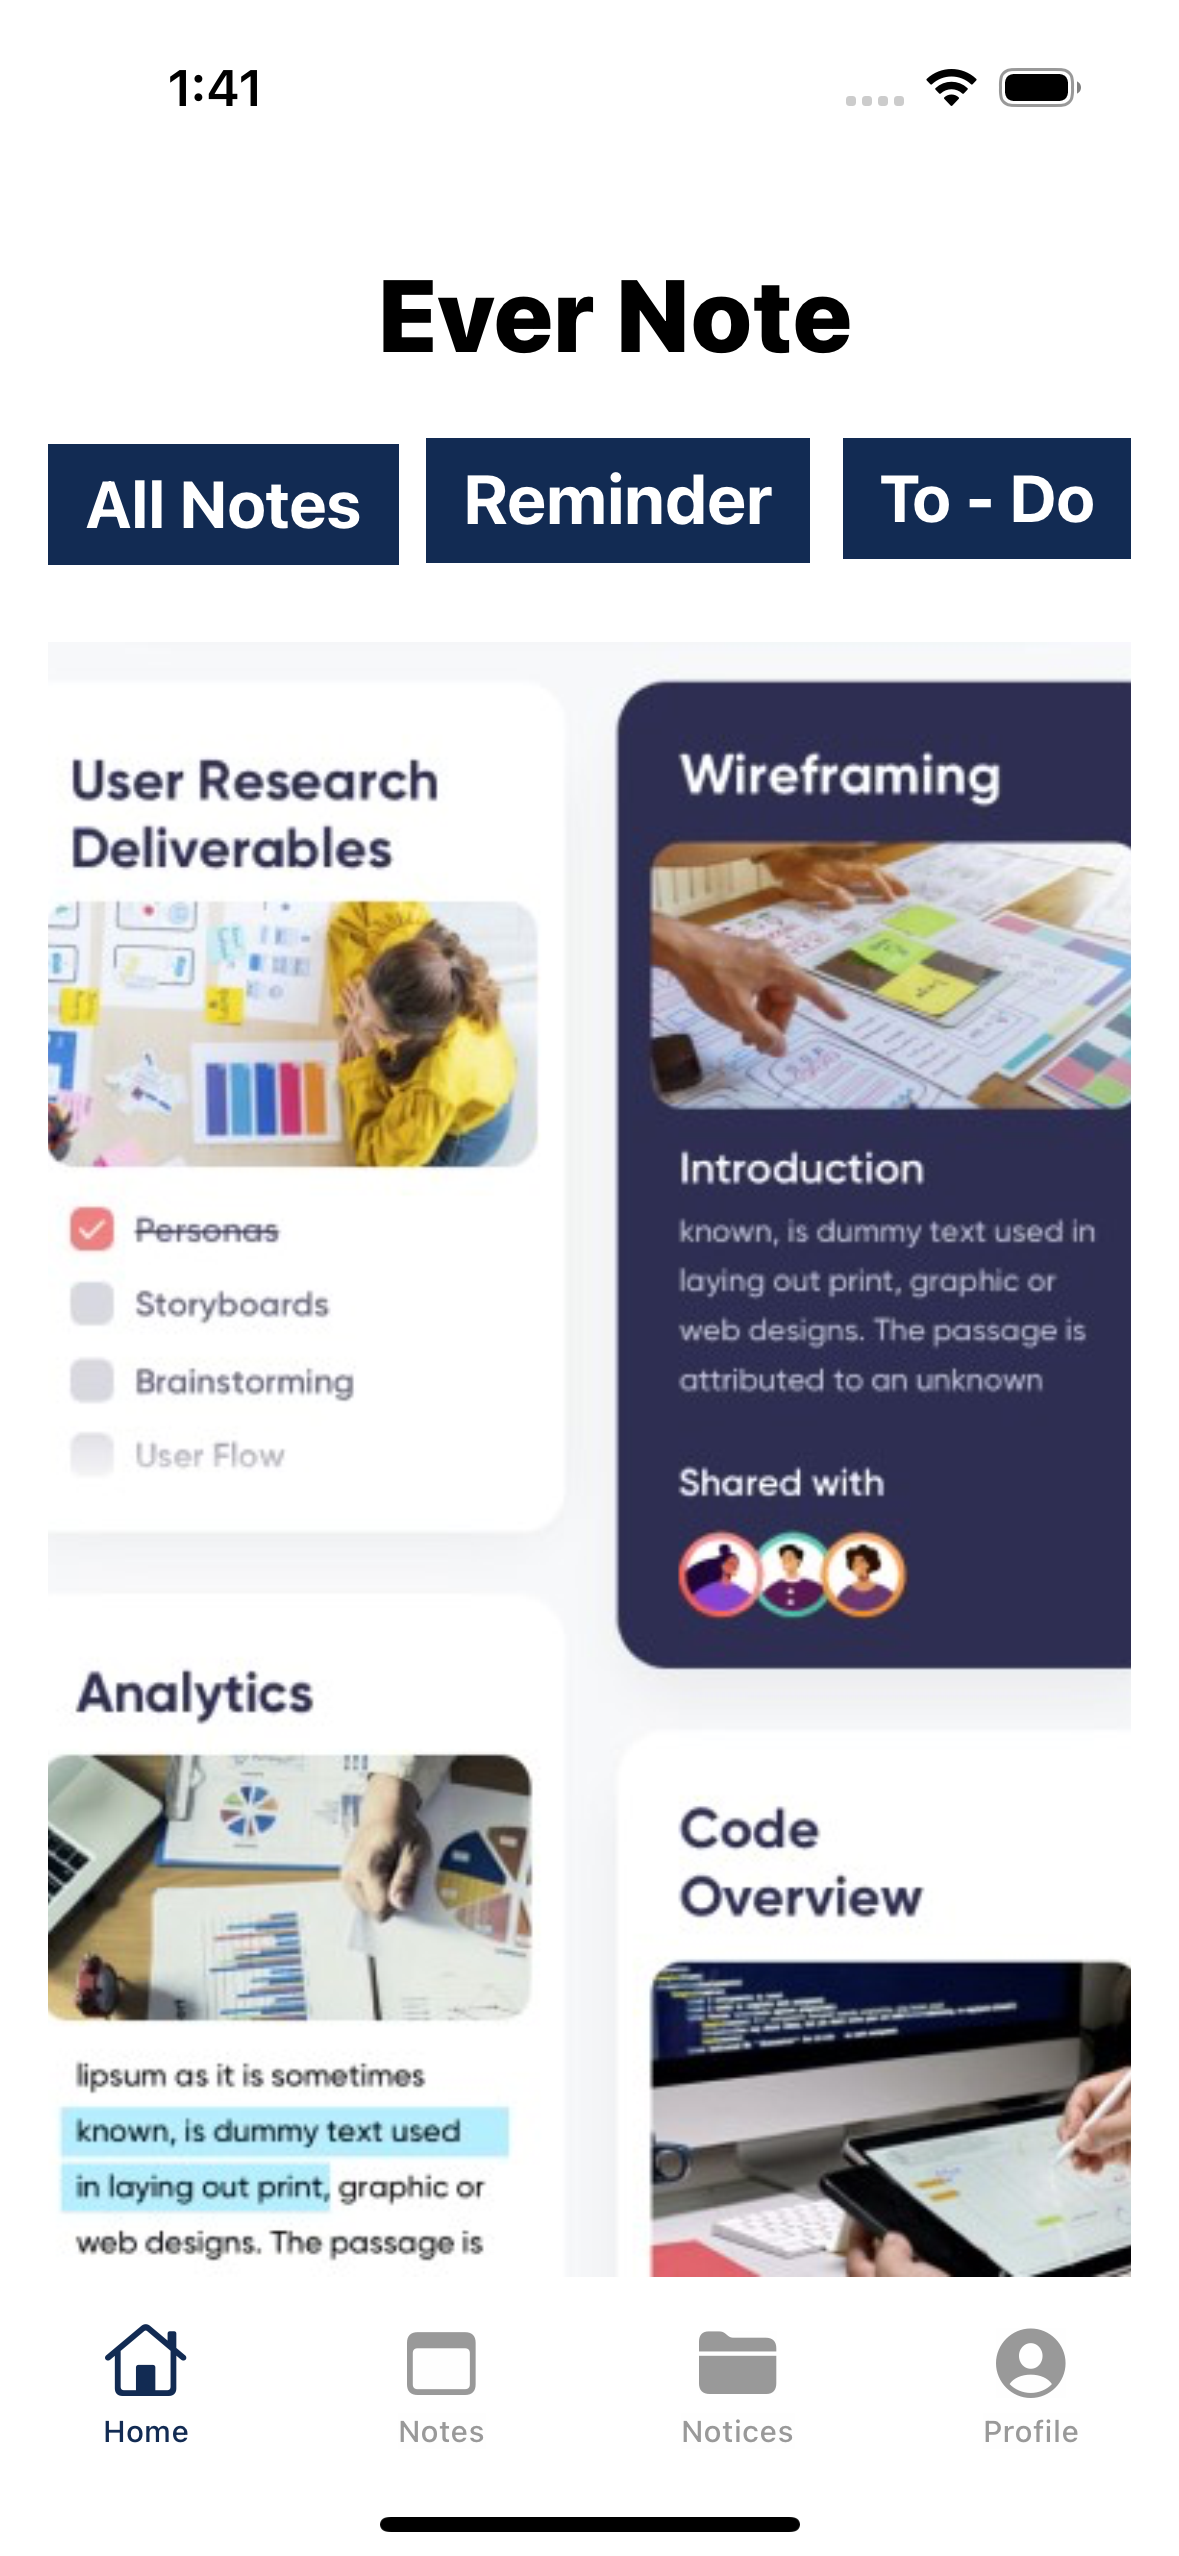 1:41
Ever Note
All Notes
Reminder
To - Do
User Research
Deliverables
Personas
Storyboards
Brainstorming
User Flow
Wireframing
Introduction
known, is dummy text used in
laying out print, graphic or
web designs. The passage is
attributed to an unknown
Shared with
Analytics
lipsum as it is sometimes
known, is dummy text used
in laying out print, graphic or
web designs. The passage is
Code
Overview
Home
Notes
Notices
Profile